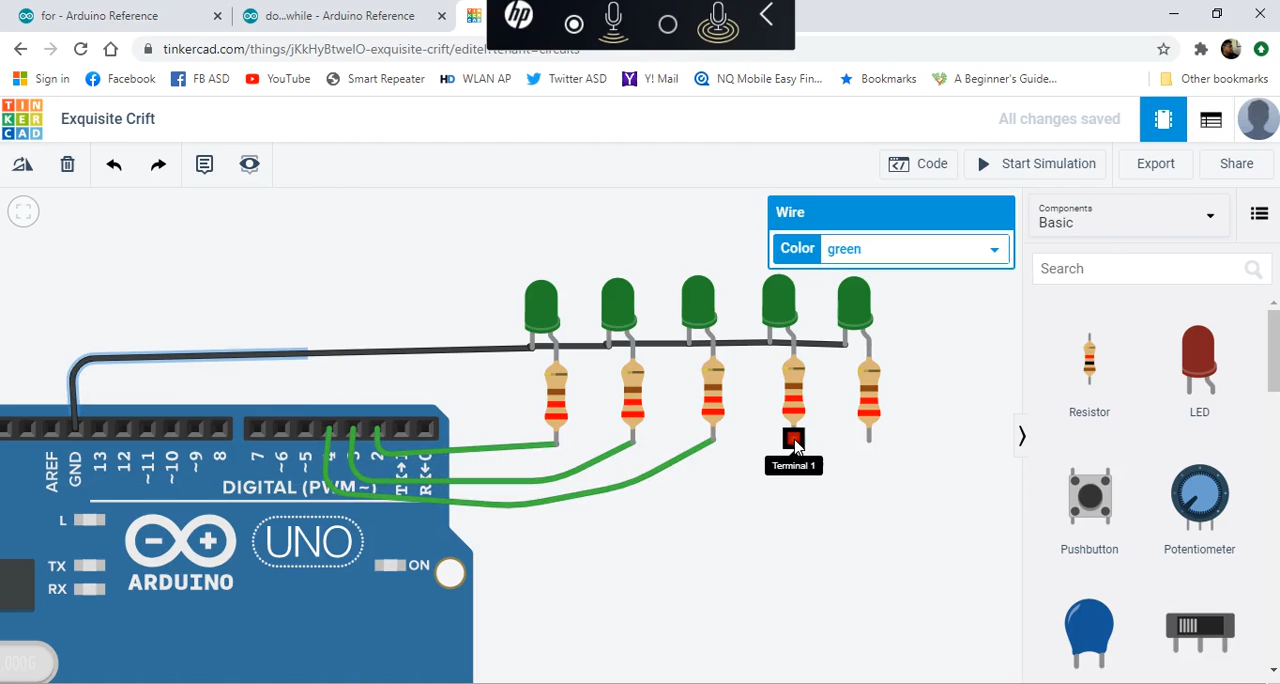 for - Arduino Reference
do...while - Arduino Reference
hp
tinkercad.com/things/jKkHyBtwelO-exquisite-crift/editel?tenant=circuits
Sign in
Facebook
FB ASD
YouTube
Smart Repeater
HD WLAN AP
Twitter ASD
Y! Mail
NQ Mobile Easy Fin...
Bookmarks
A Beginner's Guide...
Other bookmarks
TIN
KER
CAD
Exquisite Crift
All changes saved
Code
Start Simulation
Export
Share
Wire
Color
green
Components
Basic
Search
Resistor
LED
Pushbutton
Potentiometer
Terminal 1
AREF
GND
13
12
~11
~10
~9
8
7
~6
~5
4
2
DIGITAL (PWM~)
L
TX
RX
ON
UNO
ARDUINO